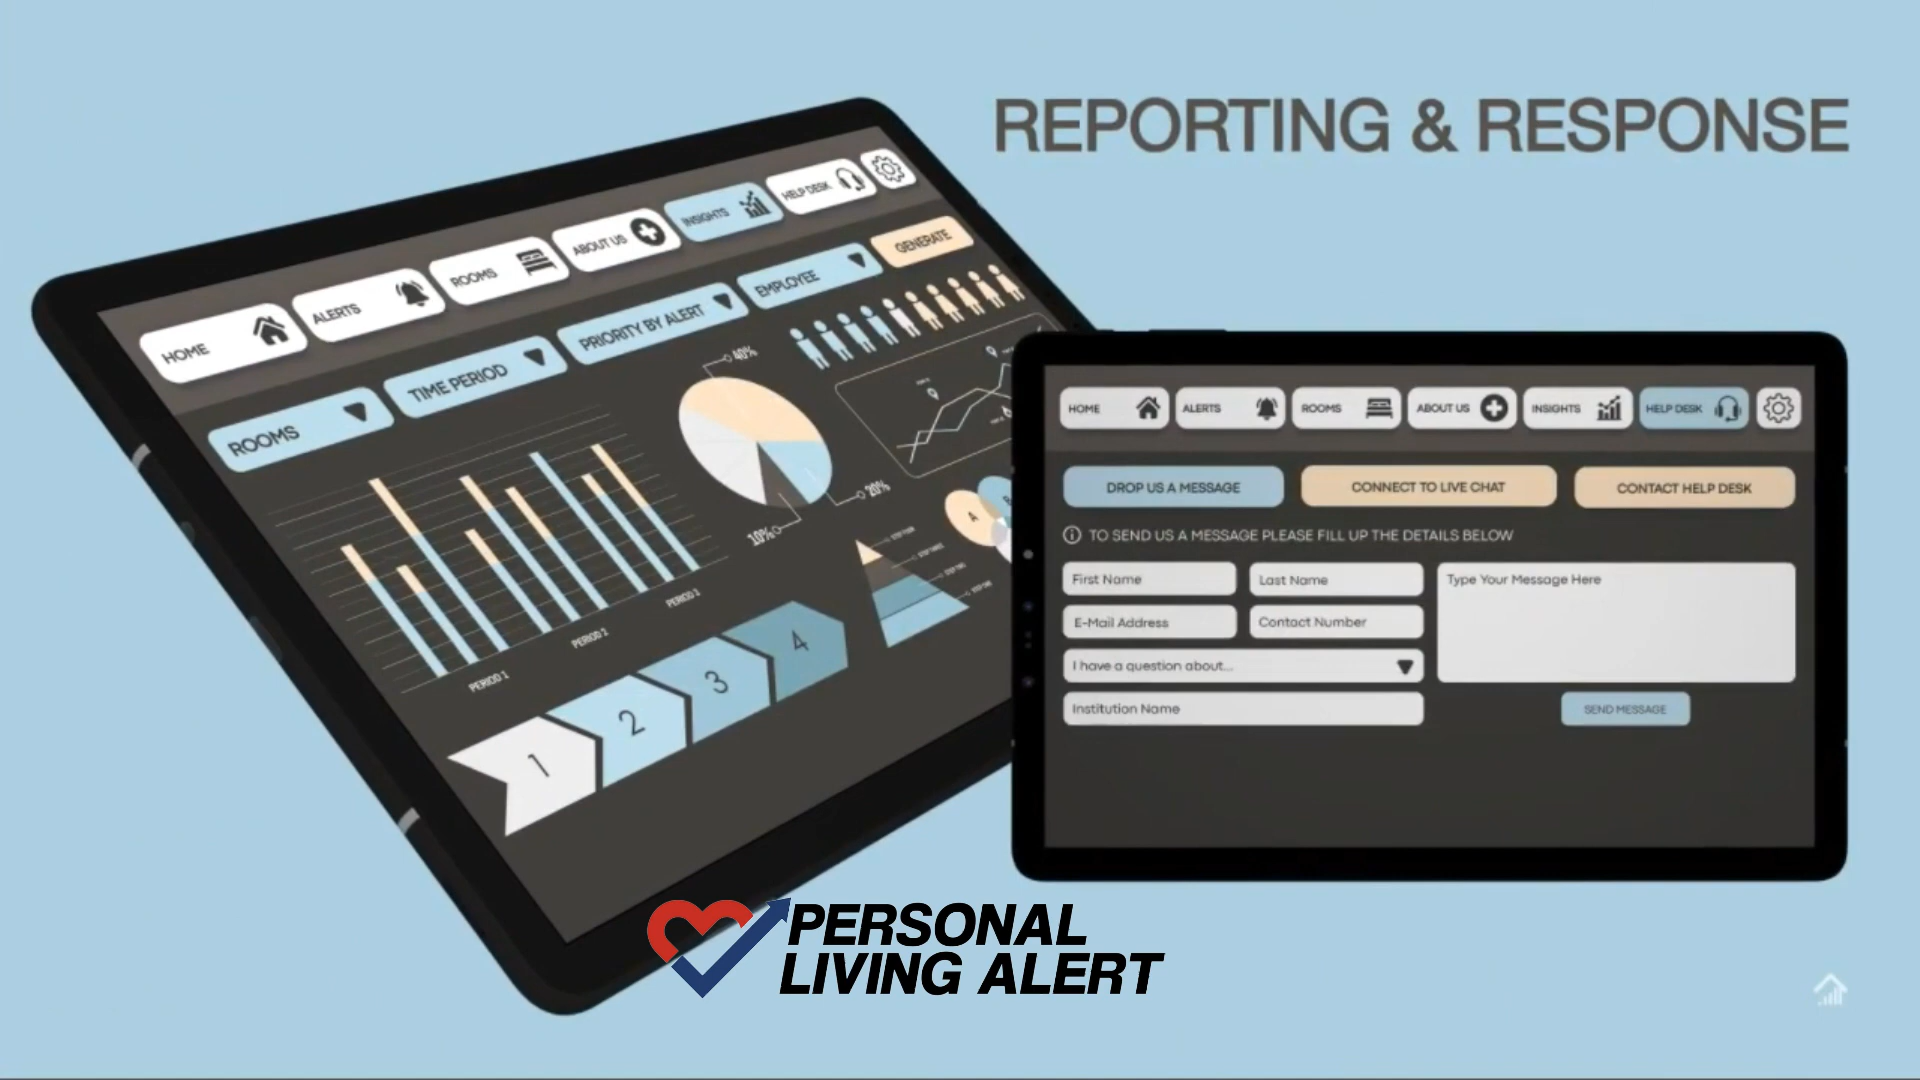 REPORTING & RESPONSE
HOME
ALERTS
ROOMS
ABOUT US
INSIGHTS
HELP DESK
ROOMS
TIME PERIOD
PRIORITY BY ALERT
EMPLOYEE
GENERATE
40%
20%
10%
A
B
PERIOD 1
PERIOD 2
PERIOD 3
1
2
3
4
HOME
ALERTS
ROOMS
ABOUT US
INSIGHTS
HELP DESK
DROP US A MESSAGE
CONNECT TO LIVE CHAT
CONTACT HELP DESK
TO SEND US A MESSAGE PLEASE FILL UP THE DETAILS BELOW
First Name
Last Name
Type Your Message Here
E-Mail Address
Contact Number
I have a question about...
Institution Name
SEND MESSAGE
PERSONAL
LIVING ALERT